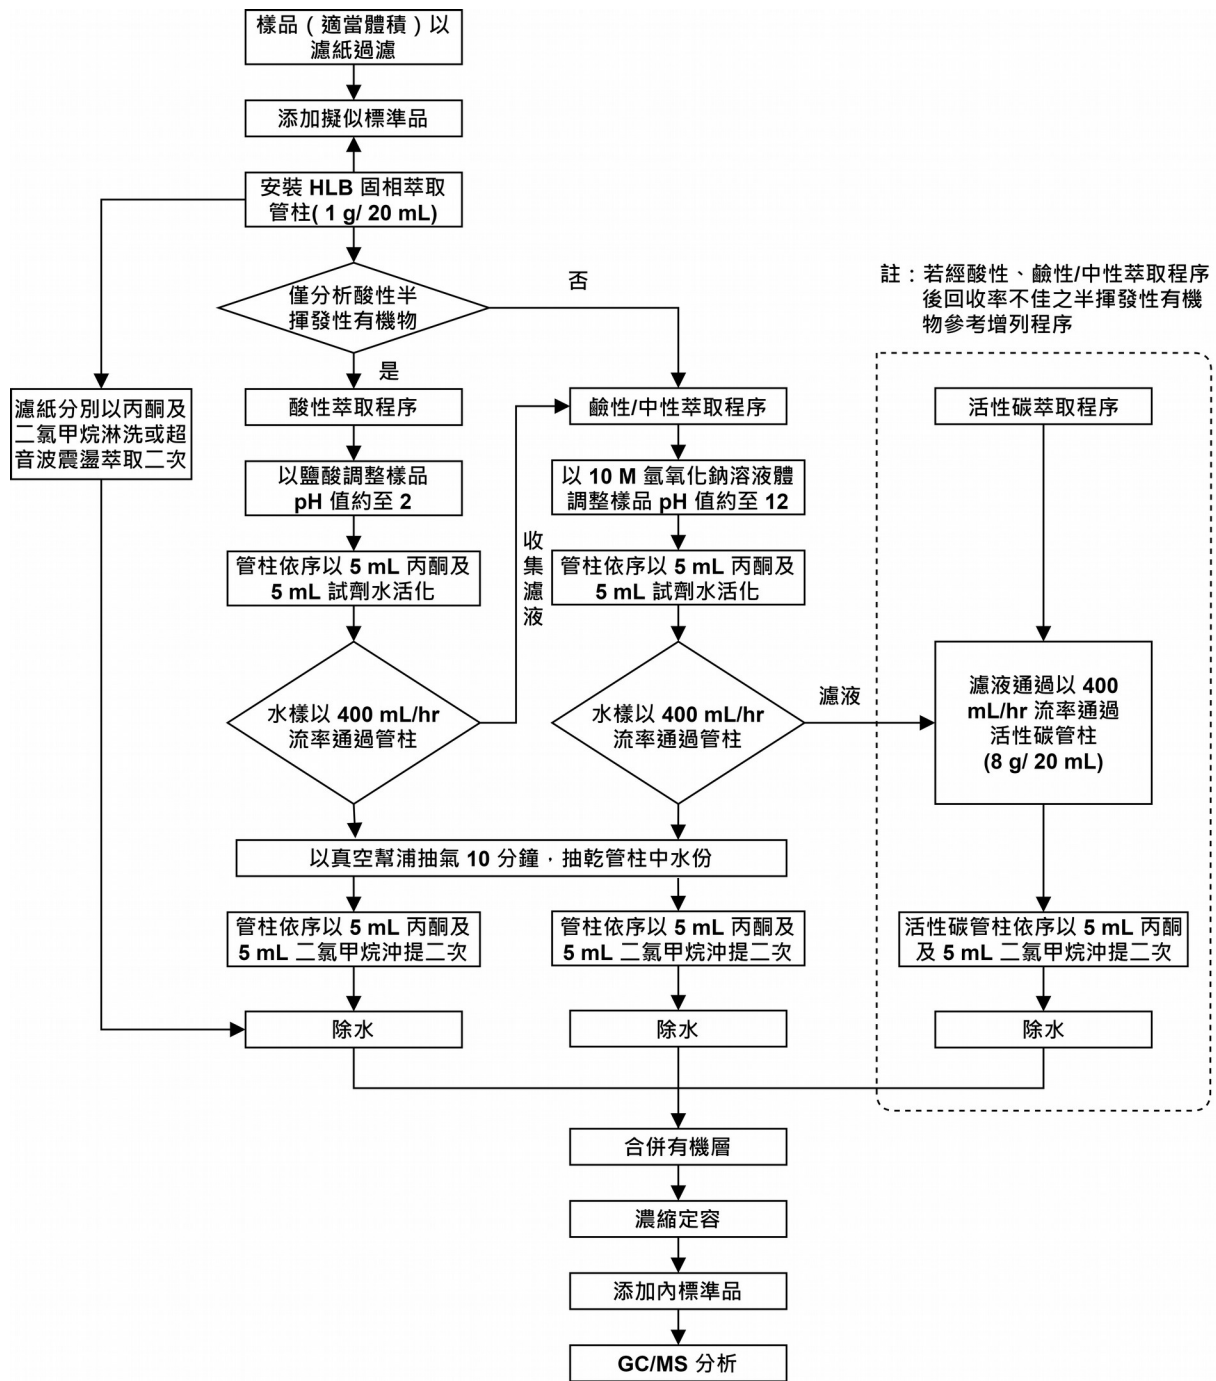 樣品（適當體積）以
濾紙過濾
添加擬似標準品
安裝 HLB 固相萃取
管柱( 1 g/ 20 mL)
僅分析酸性半
揮發性有機物
否
是
註：若經酸性、鹼性/中性萃取程序
後回收率不佳之半揮發性有機
物參考增列程序
濾紙分別以丙酮及
二氯甲烷淋洗或超
音波震盪萃取二次
酸性萃取程序
以鹽酸調整樣品
pH 值約至 2
管柱依序以 5 mL 丙酮及
5 mL 試劑水活化
水樣以 400 mL/hr
流率通過管柱
收
集
濾
液
鹼性/中性萃取程序
以 10 M 氫氧化鈉溶液體
調整樣品 pH 值約至 12
管柱依序以 5 mL 丙酮及
5 mL 試劑水活化
水樣以 400 mL/hr
流率通過管柱
濾液
活性碳萃取程序
濾液通過以 400
mL/hr 流率通過
活性碳管柱
(8 g/ 20 mL)
以真空幫浦抽氣 10 分鐘，抽乾管柱中水份
管柱依序以 5 mL 丙酮及
5 mL 二氯甲烷沖提二次
管柱依序以 5 mL 丙酮及
5 mL 二氯甲烷沖提二次
活性碳管柱依序以 5 mL 丙酮
及 5 mL 二氯甲烷沖提二次
除水
除水
除水
合併有機層
濃縮定容
添加內標準品
GC/MS 分析